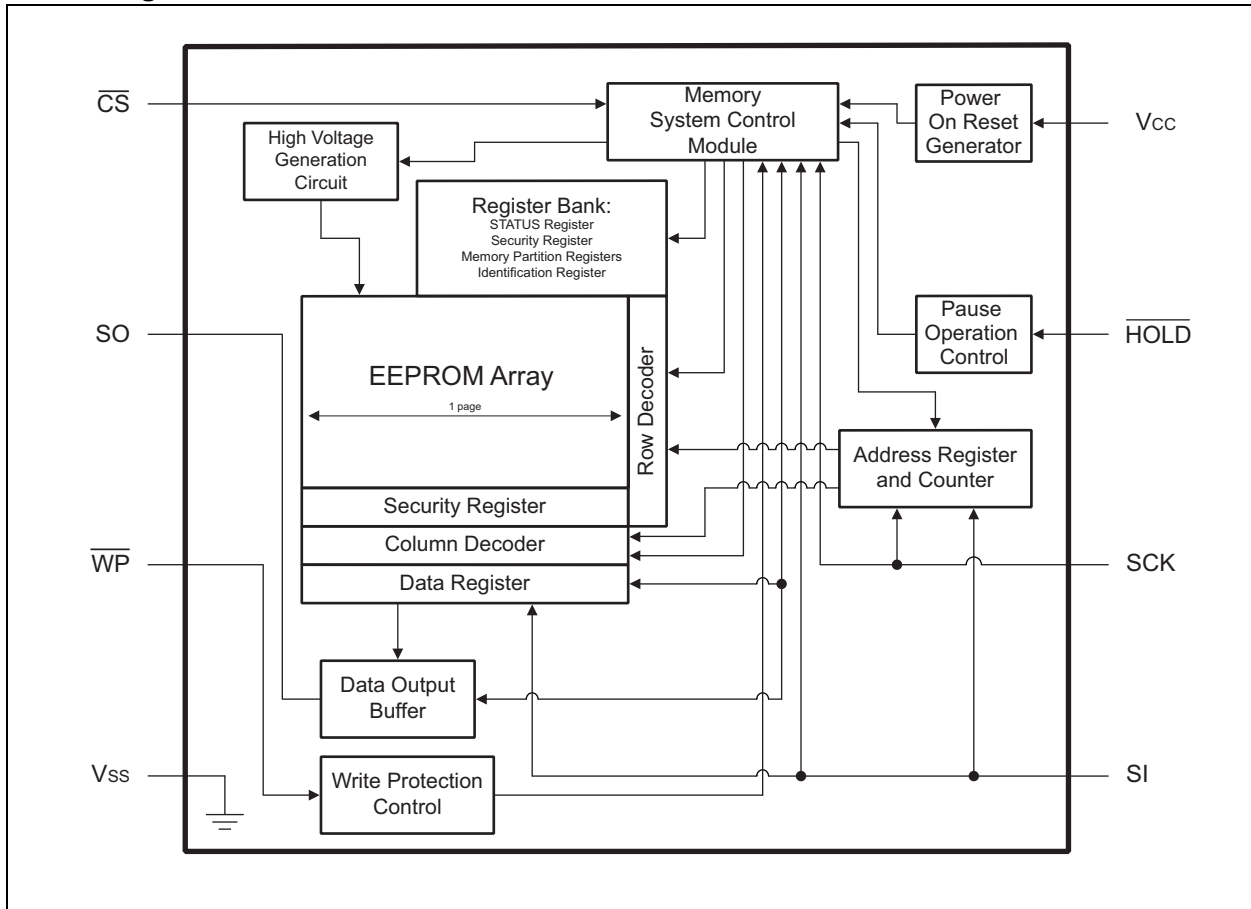 CS
High Voltage
Generation
Circuit
Memory
System Control
Module
Power
On Reset
Generator
VCC
Register Bank:
STATUS Register
Security Register
Memory Partition Registers
Identification Register
SO
EEPROM Array
1 page
Row Decoder
Pause
Operation
Control
HOLD
Address Register
and Counter
Security Register
Column Decoder
Data Register
WP
SCK
Data Output
Buffer
VSS
Write Protection
Control
SI